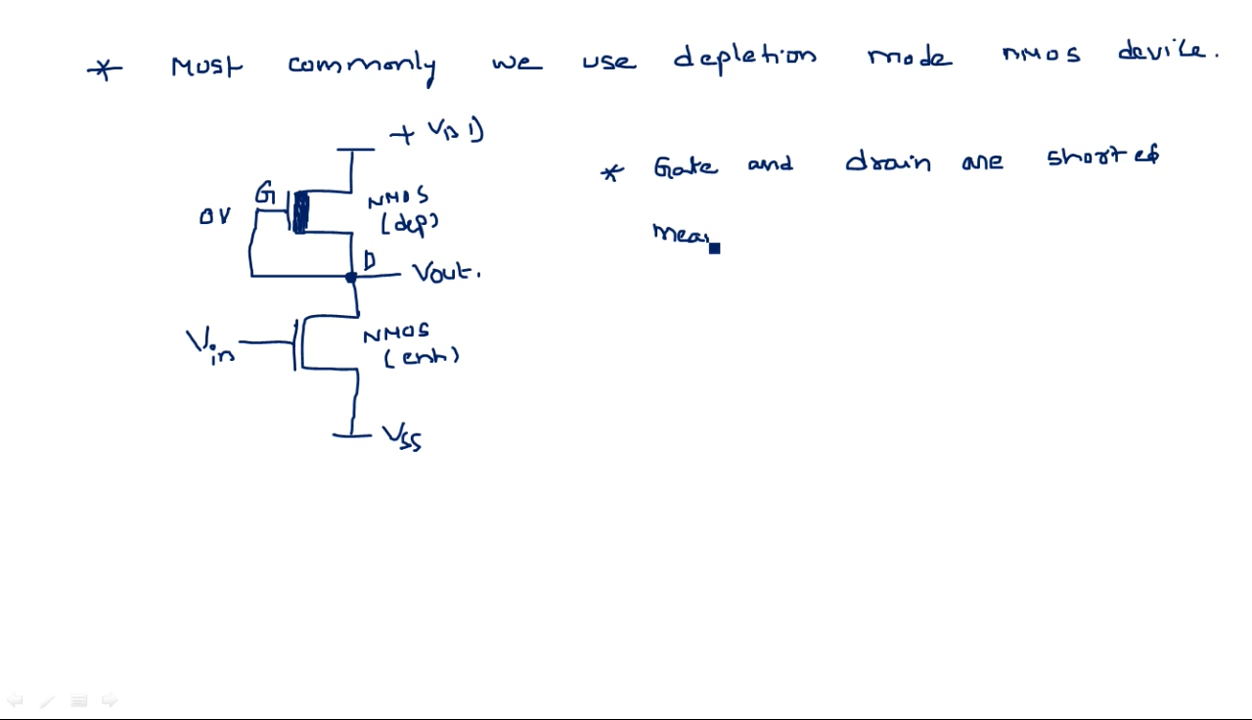 * Most commonly we use depletion mode nMOS device.
+ VDD
* Gate and drain are shorted
G
NMOS
0V
(dep)
mean
D
Vout.
Vin
NMOS
(enh)
VSS